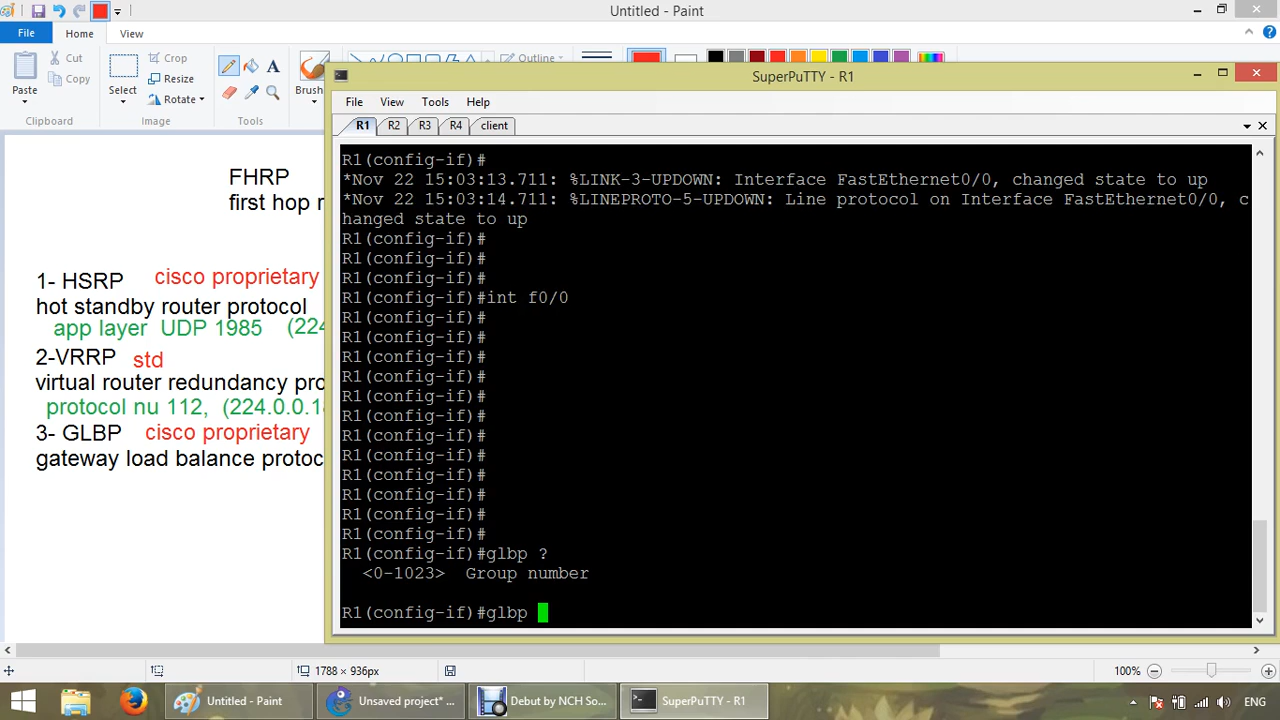 Untitled - Paint
File Home View
Paste
Cut
Copy
Clipboard
Select
Crop
Resize
Rotate
Image
Tools
Brush
Outline
SuperPuTTY - R1
File View Tools Help
R1 R2 R3 R4 client
R1(config-if)#
*Nov 22 15:03:13.711: %LINK-3-UPDOWN: Interface FastEthernet0/0, changed state to up
*Nov 22 15:03:14.711: %LINEPROTO-5-UPDOWN: Line protocol on Interface FastEthernet0/0, c
hanged state to up
R1(config-if)#
R1(config-if)#
R1(config-if)#
R1(config-if)#int f0/0
R1(config-if)#
R1(config-if)#
R1(config-if)#
R1(config-if)#
R1(config-if)#
R1(config-if)#
R1(config-if)#
R1(config-if)#
R1(config-if)#
R1(config-if)#
R1(config-if)#
R1(config-if)#
R1(config-if)#glbp ?
<0-1023> Group number
R1(config-if)#glbp
FHRP
first hop
1- HSRP cisco proprietary
hot standby router protocol
app layer UDP 1985 (224
2-VRRP std
virtual router redundancy pro
protocol nu 112, (224.0.0.18
3- GLBP cisco proprietary
gateway load balance protoc
1788 × 936px
100%
Untitled - Paint
Unsaved project* ...
Debut by NCH So...
SuperPuTTY - R1
ENG